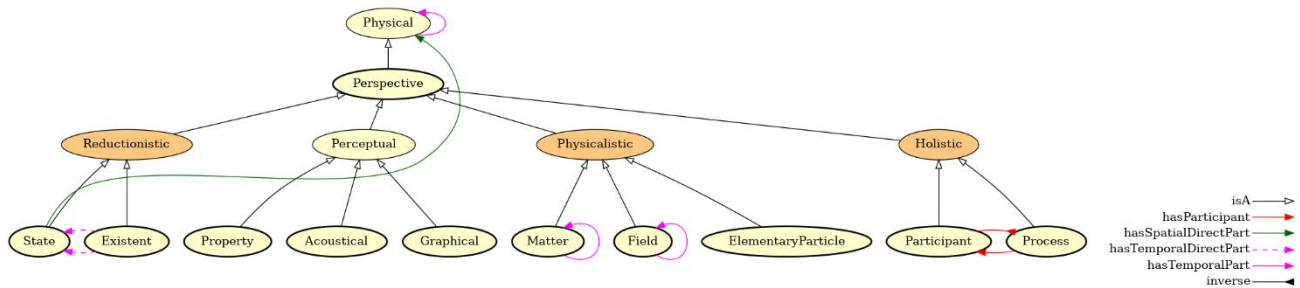 Physical
Perspective
Reductionistic
Perceptual
Physicalistic
Holistic
State
Existent
Property
Acoustical
Graphical
Matter
Field
ElementaryParticle
Participant
Process
isA
hasParticipant
hasSpatialDirectPart
hasTemporalDirectPart
hasTemporalPart
inverse